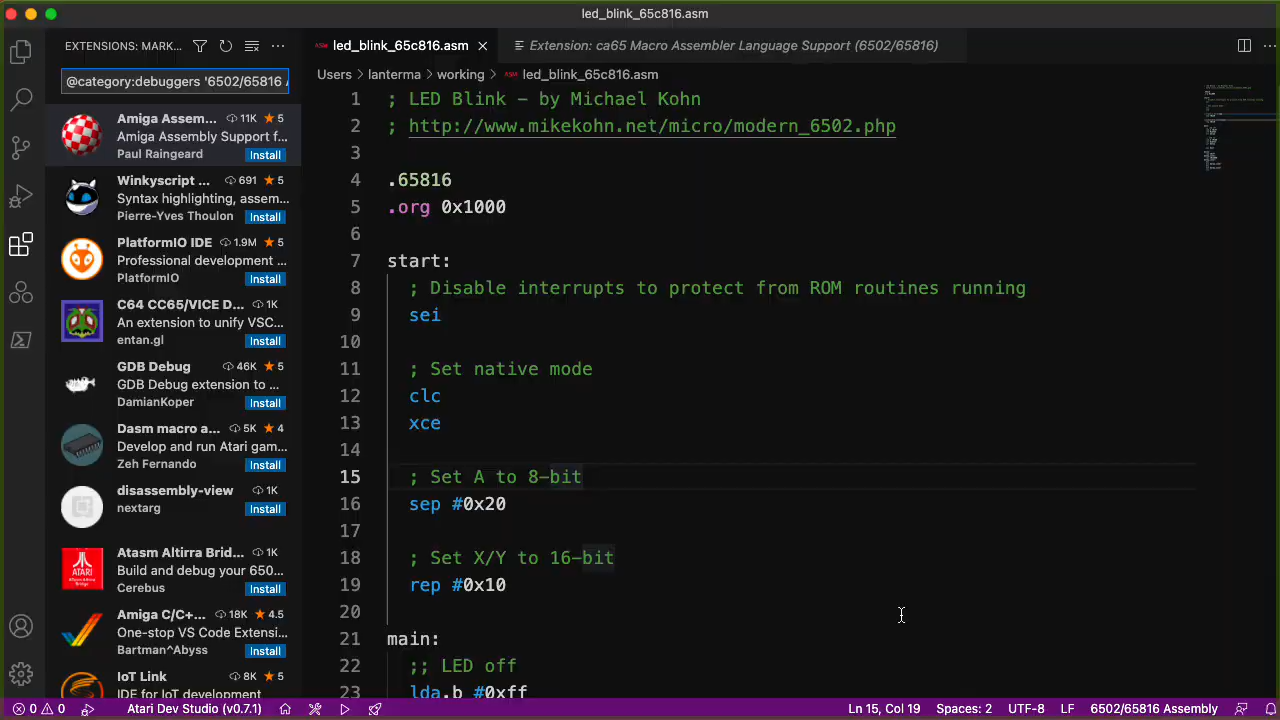 led_blink_65c816.asm
EXTENSIONS: MARK...
led_blink_65c816.asm
Extension: ca65 Macro Assembler Language Support (6502/65816)
@category:debuggers '6502/65816
Users > lanterma > working > led_blink_65c816.asm
Amiga Assem... 11K ★5
Amiga Assembly Support f...
Paul Raingeard Install
Winkyscript ... 691 ★5
Syntax highlighting, assem...
Pierre-Yves Thoulon Install
PlatformIO IDE 1.9M ★5
Professional development ...
PlatformIO Install
C64 CC65/VICE D... 1K
An extension to unify VSC...
entan.gl Install
GDB Debug 46K ★5
GDB Debug extension to ...
DamianKoper Install
Dasm macro a... 5K ★4
Develop and run Atari gam...
Zeh Fernando Install
disassembly-view 1K
nextarg Install
ATARI
Atasm Altirra Brid... 1K
Build and debug your 650...
Cerebus Install
Amiga C/C+... 18K ★4.5
One-stop VS Code Extensi...
Bartman^Abyss Install
IoT Link 8K ★5
IDE for IoT development
1 ; LED Blink - by Michael Kohn
2 ; http://www.mikekohn.net/micro/modern_6502.php
3
4 .65816
5 .org 0x1000
6
7 start:
8 ; Disable interrupts to protect from ROM routines running
9 sei
10
11 ; Set native mode
12 clc
13 xce
14
15 ; Set A to 8-bit
16 sep #0x20
17
18 ; Set X/Y to 16-bit
19 rep #0x10
20
21 main:
22 ;; LED off
23 lda.b #0xff
0 0 Atari Dev Studio (v0.7.1) Ln 15, Col 19 Spaces: 2 UTF-8 LF 6502/65816 Assembly